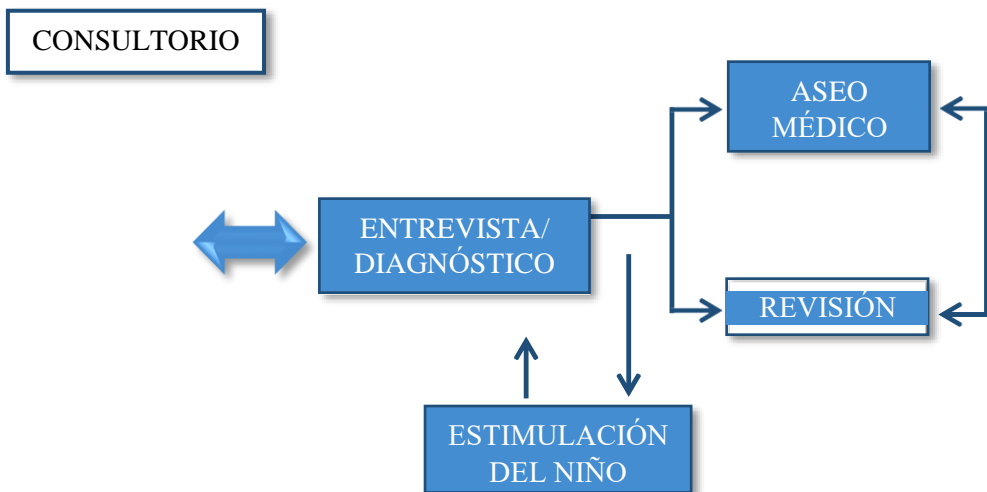 CONSULTORIO
ASEO
MÉDICO
ENTREVISTA/
DIAGNÓSTICO
REVISIÓN
ESTIMULACIÓN
DEL NIÑO